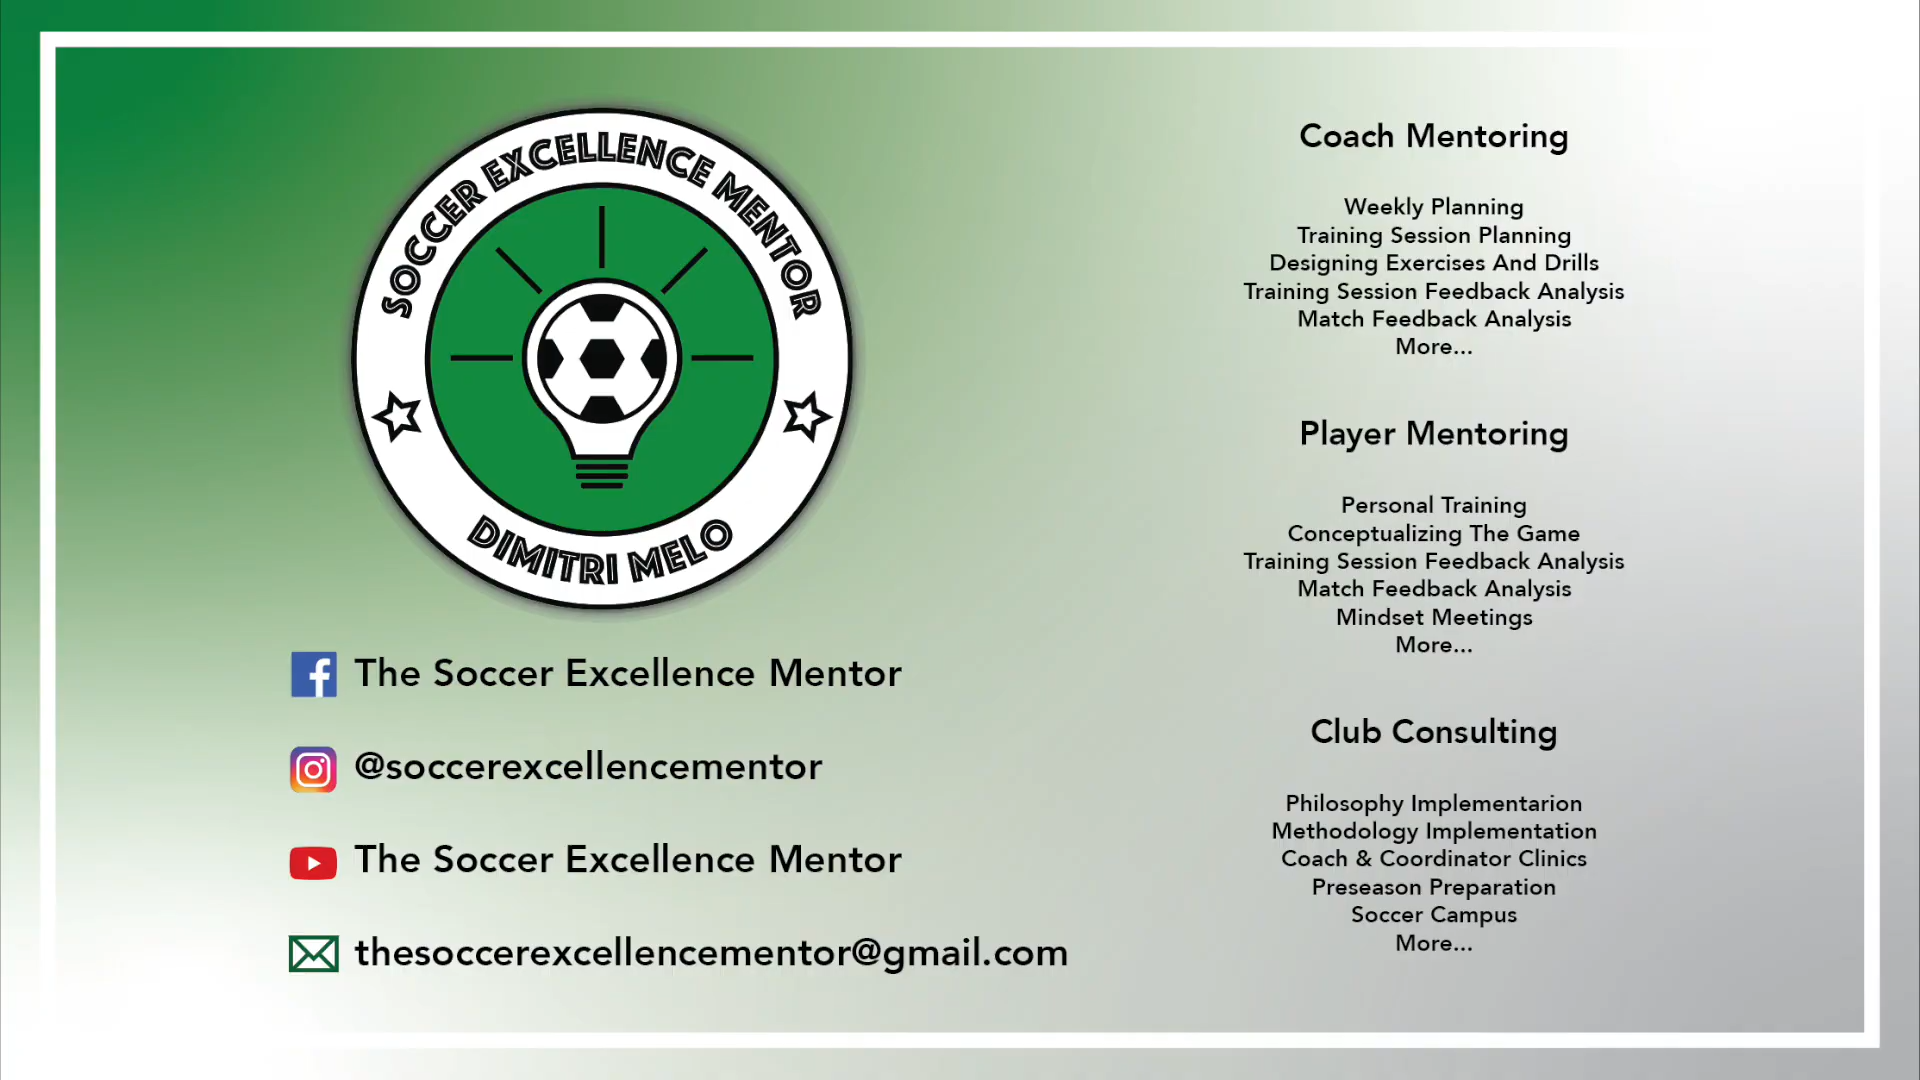 SOCCER EXCELLENCE MENTOR
DIMITRI MELO
The Soccer Excellence Mentor
@soccerexcellencementor
The Soccer Excellence Mentor
thesoccerexcellencementor@gmail.com
Coach Mentoring
Weekly Planning
Training Session Planning
Designing Exercises And Drills
Training Session Feedback Analysis
Match Feedback Analysis
More...
Player Mentoring
Personal Training
Conceptualizing The Game
Training Session Feedback Analysis
Match Feedback Analysis
Mindset Meetings
More...
Club Consulting
Philosophy Implementarion
Methodology Implementation
Coach & Coordinator Clinics
Preseason Preparation
Soccer Campus
More...